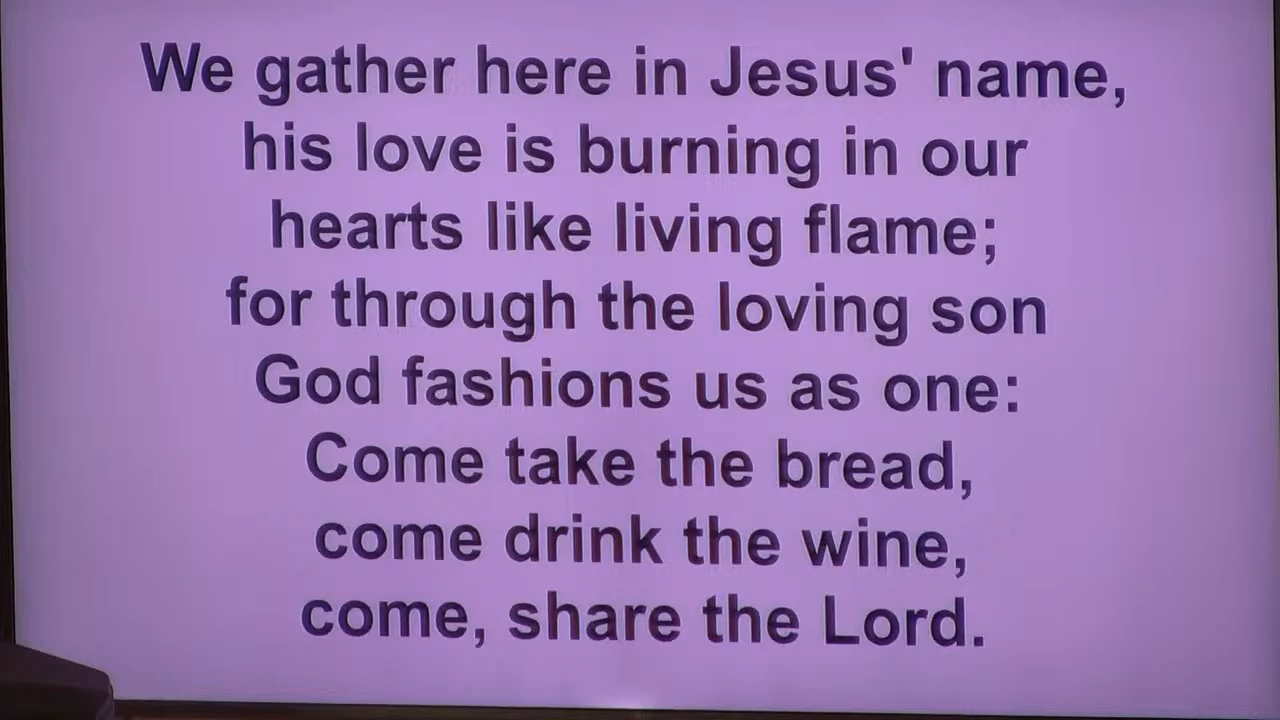 We gather here in Jesus' name,
his love is burning in our
hearts like living flame;
for through the loving son
God fashions us as one:
Come take the bread,
come drink the wine,
come, share the Lord.